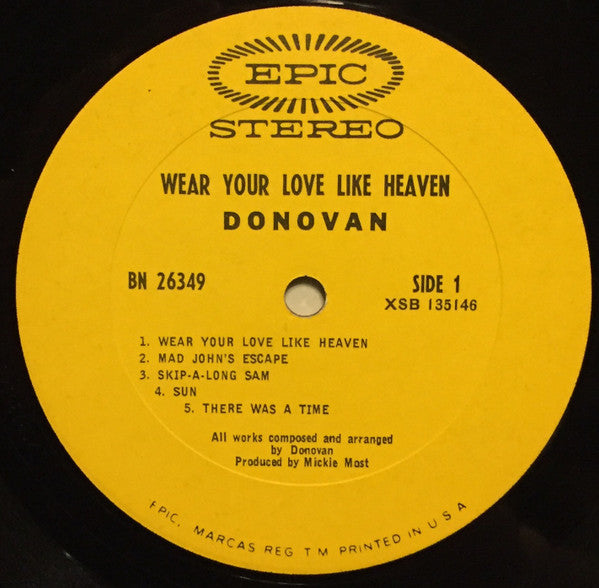 EPIC
STEREO
WEAR YOUR LOVE LIKE HEAVEN
DONOVAN
BN 26349
SIDE 1
XSB 135146
1. WEAR YOUR LOVE LIKE HEAVEN
2. MAD JOHN'S ESCAPE
3. SKIP-A-LONG SAM
4. SUN
5. THERE WAS A TIME
All works composed and arranged
by Donovan
Produced by Mickie Most
EPIC, MARCAS REG T M PRINTED IN U S A